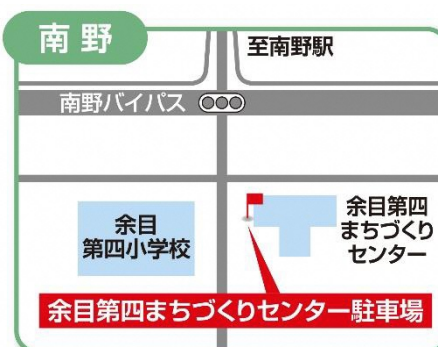 南野
至南野駅
南野バイパス
余目
第四小学校
余目第四
まちづくり
センター
余目第四まちづくりセンター駐車場